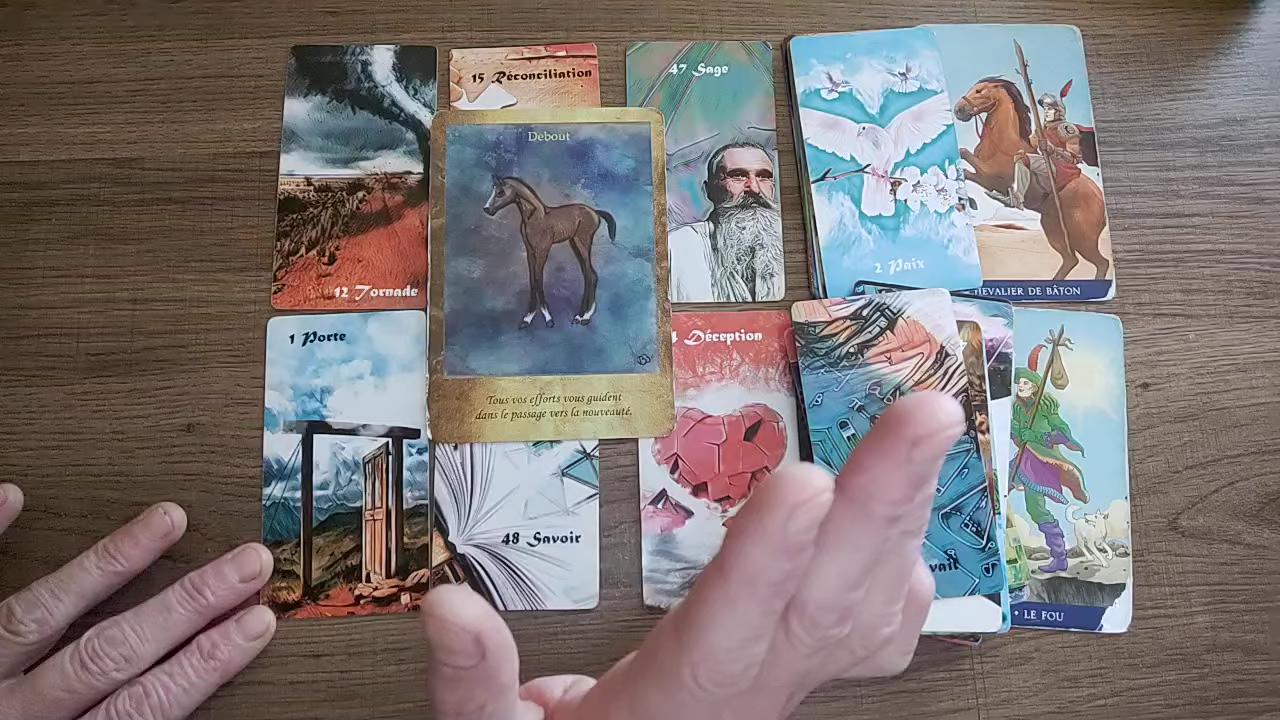 15 Réconciliation
47 Sage
Debout
2 Paix
12 Tornade
HEVALIER DE BÂTON
1 Porte
Déception
Tous vos efforts vous guident
dans le passage vers la nouveauté.
48 Savoir
vail
• LE FOU